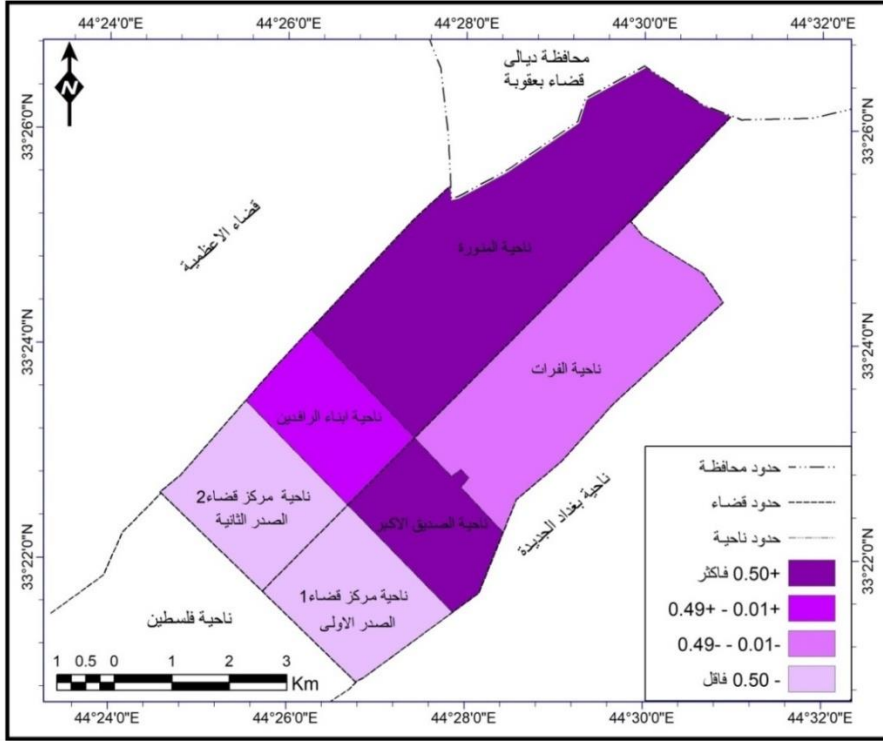 44°24'0"E 44°26'0"E 44°28'0"E 44°30'0"E 44°32'0"E
33°26'0"N
33°24'0"N
33°22'0"N
N
محافظة ديالى
قضاء بعقوبة
33°26'0"N
33°24'0"N
33°22'0"N
قضاء الاعظمية
ناحية المنورة
ناحية الفرات
ناحية ابناء الرافدين
ناحية مركز قضاء2
الصدر الثانية
ناحية الصديق الاكبر
ناحية بغداد الجديدة
ناحية مركز قضاء1
الصدر الاولى
ناحية فلسطين
حدود محافظة
حدود قضاء
حدود ناحية
+0.50 فاكثر
+0.01 - +0.49
-0.01 - -0.49
- 0.50 فاقل
1 0.5 0 1 2 3
Km
44°24'0"E 44°26'0"E 44°28'0"E 44°30'0"E 44°32'0"E